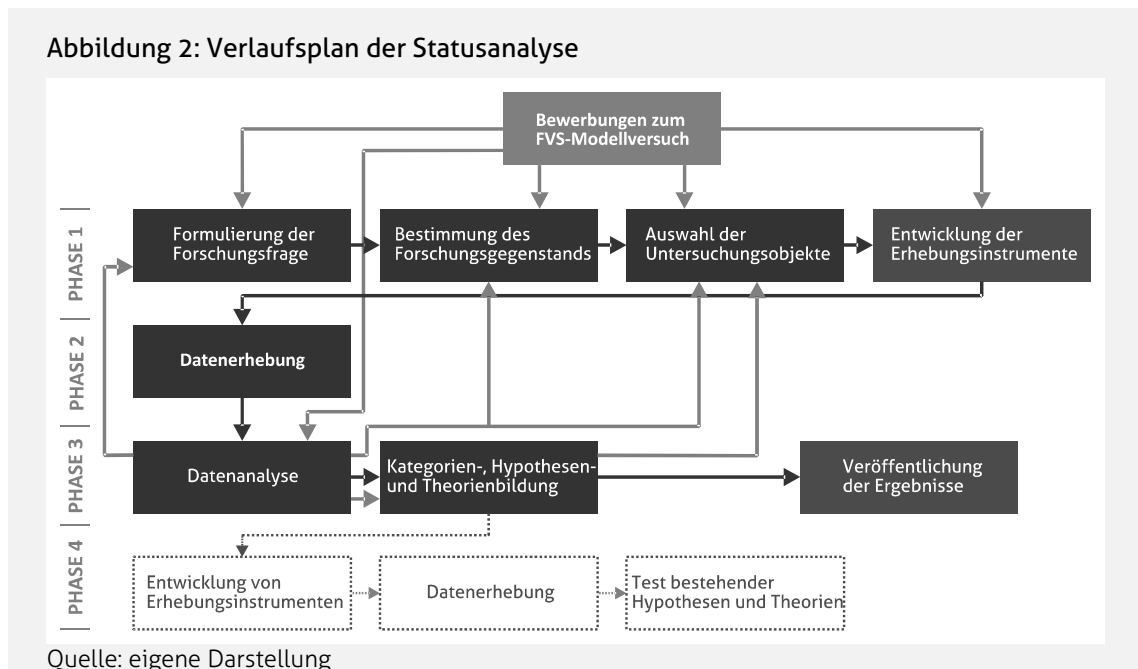 Abbildung 2: Verlaufsplan der Statusanalyse
Bewerbungen zum
FVS-Modellversuch
PHASE 1
Formulierung der
Forschungsfrage
Bestimmung des
Forschungsgegenstands
Auswahl der
Untersuchungsobjekte
Entwicklung der
Erhebungsinstrumente
PHASE 2
Datenerhebung
PHASE 3
Datenanalyse
Kategorien-, Hypothesen-
und Theorienbildung
Veröffentlichung
der Ergebnisse
PHASE 4
Entwicklung von
Erhebungsinstrumenten
Datenerhebung
Test bestehender
Hypothesen und Theorien
Quelle: eigene Darstellung